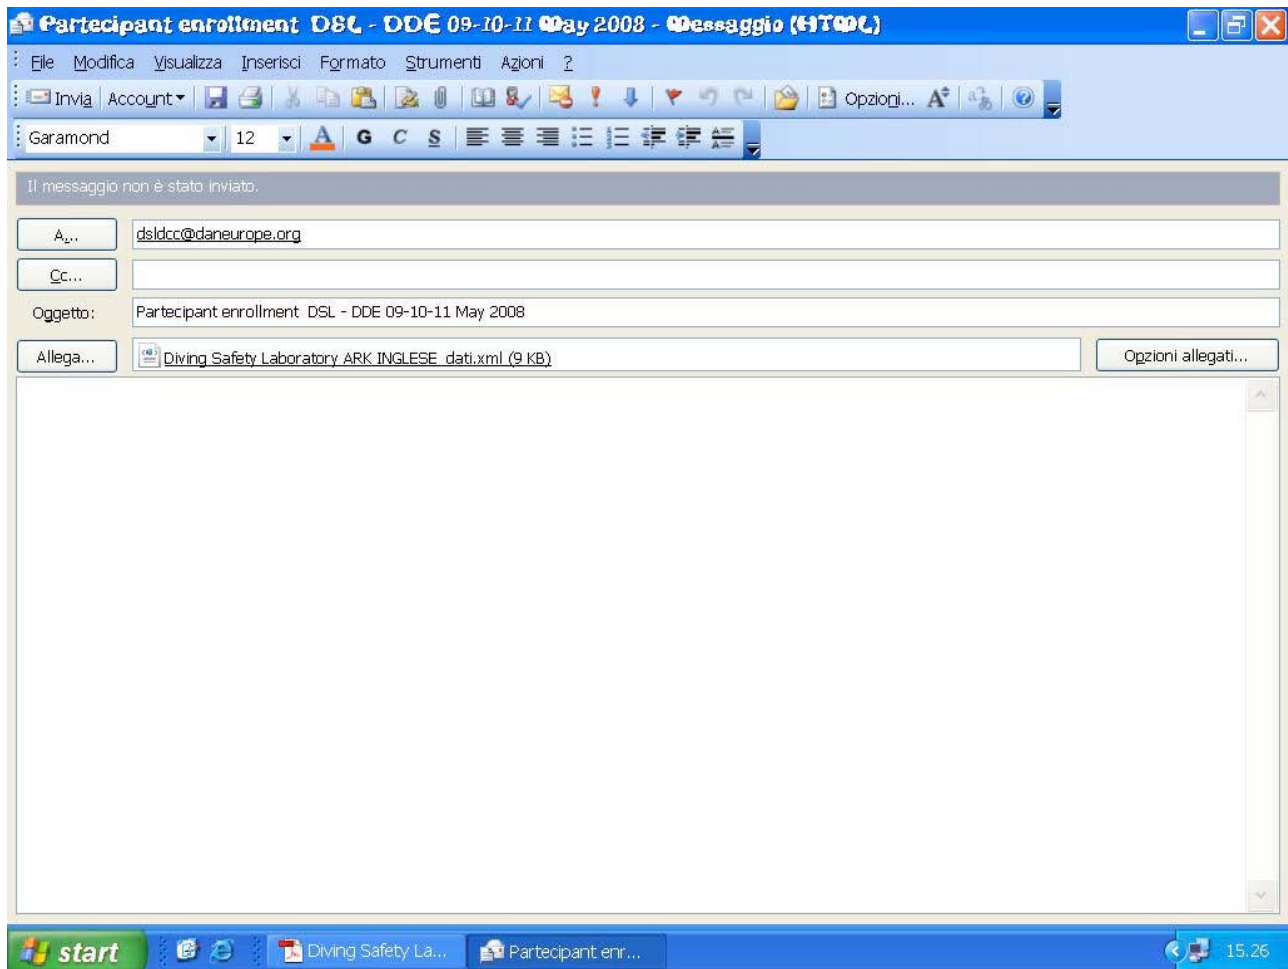 Partecipant enrollment DSL - DDE 09-10-11 May 2008 - Messaggio (HTML)
File Modifica Visualizza Inserisci Formato Strumenti Azioni ?
Invia Account Opzioni...
Garamond 12 A G C S
Il messaggio non è stato inviato.
A... dsldcc@daneurope.org
Cc...
Oggetto: Partecipant enrollment DSL - DDE 09-10-11 May 2008
Allega... Diving Safety Laboratory ARK INGLESE dati.xml (9 KB) Opzioni allegati...
start Diving Safety La... Partecipant enr... 15.26